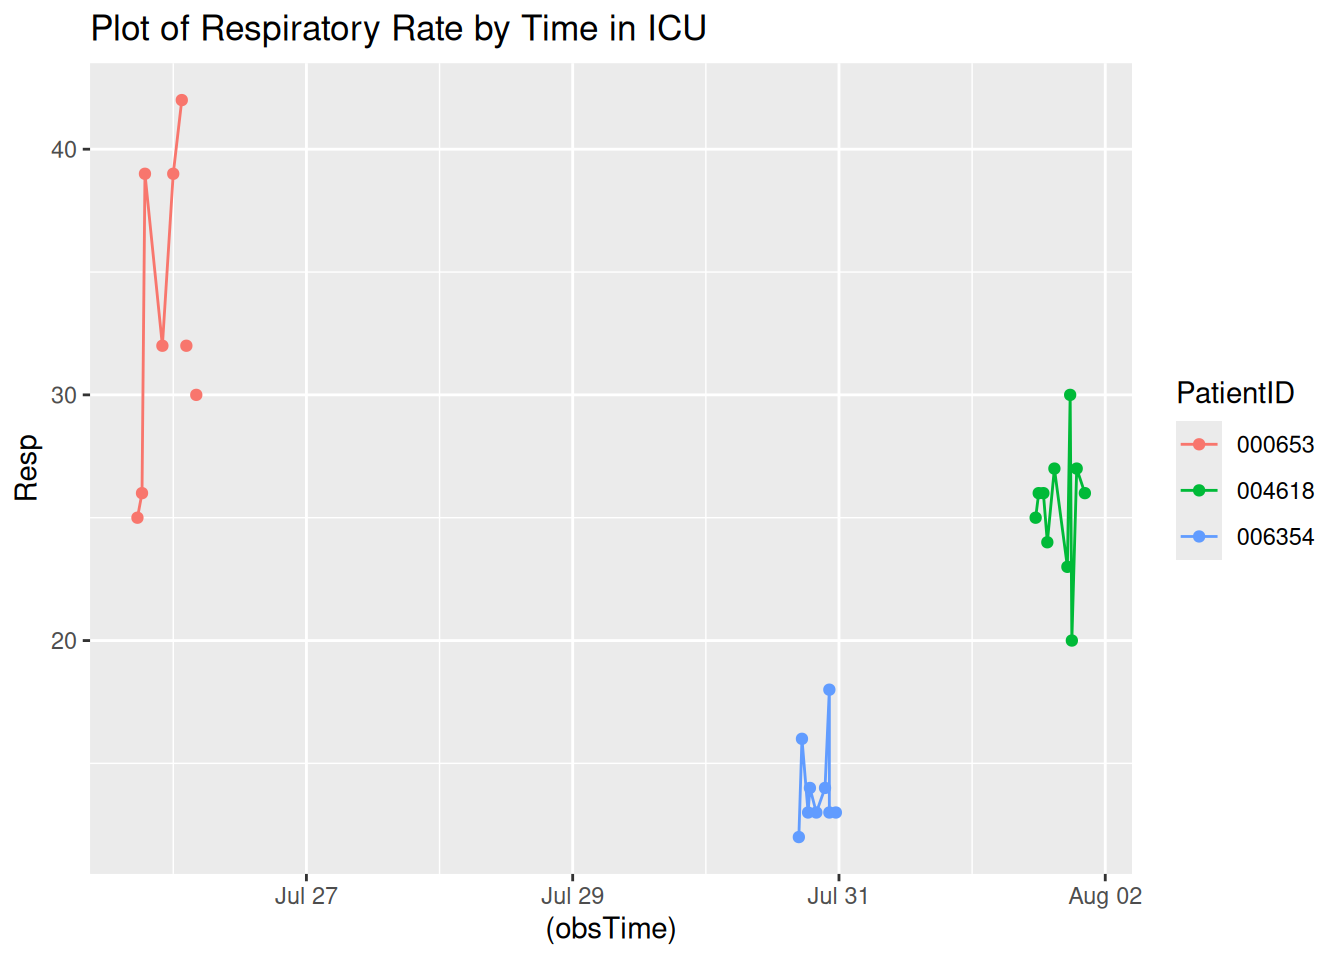 Plot of Respiratory Rate by Time in ICU
40
30
20
Resp
Jul 27
Jul 29
Jul 31
Aug 02
(obsTime)
PatientID
000653
004618
006354